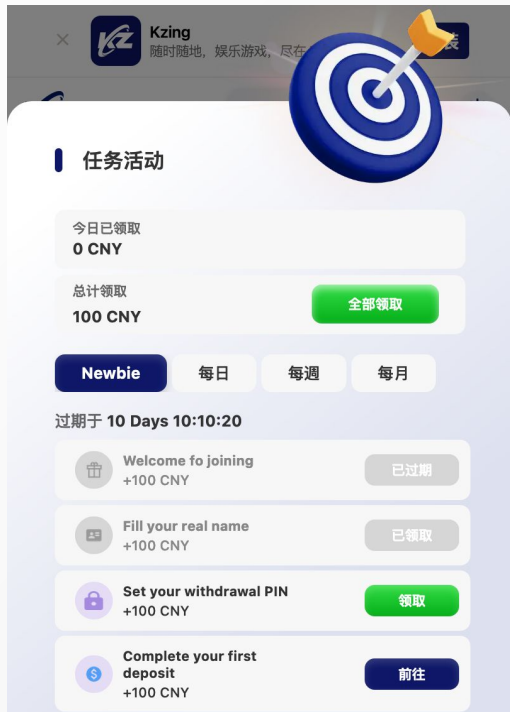 Kzing
随时随地，娱乐游戏，尽在
装
任务活动
今日已领取
0 CNY
总计领取
100 CNY
全部领取
Newbie
每日
每週
每月
过期于 10 Days 10:10:20
Welcome fo joining
+100 CNY
已过期
Fill your real name
+100 CNY
已领取
Set your withdrawal PIN
+100 CNY
领取
Complete your first
deposit
+100 CNY
前往